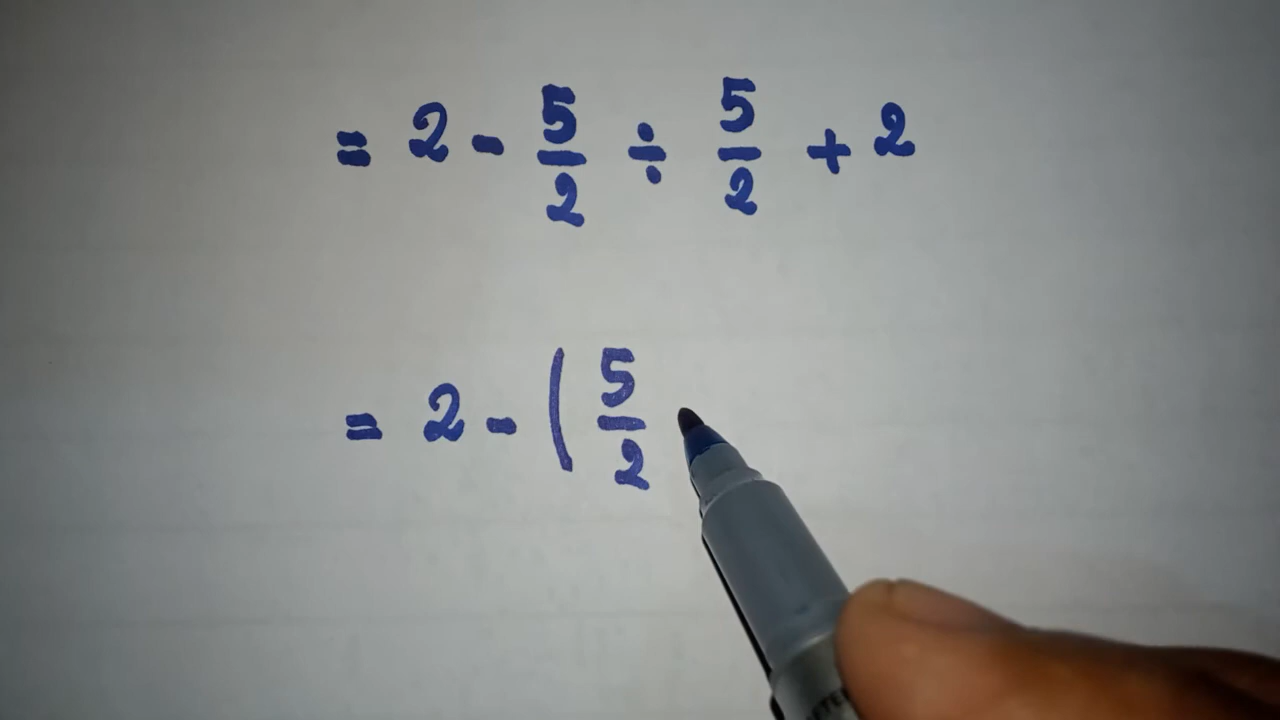 = 2 - 5/2 ÷ 5/2 + 2
= 2 - ( 5/2